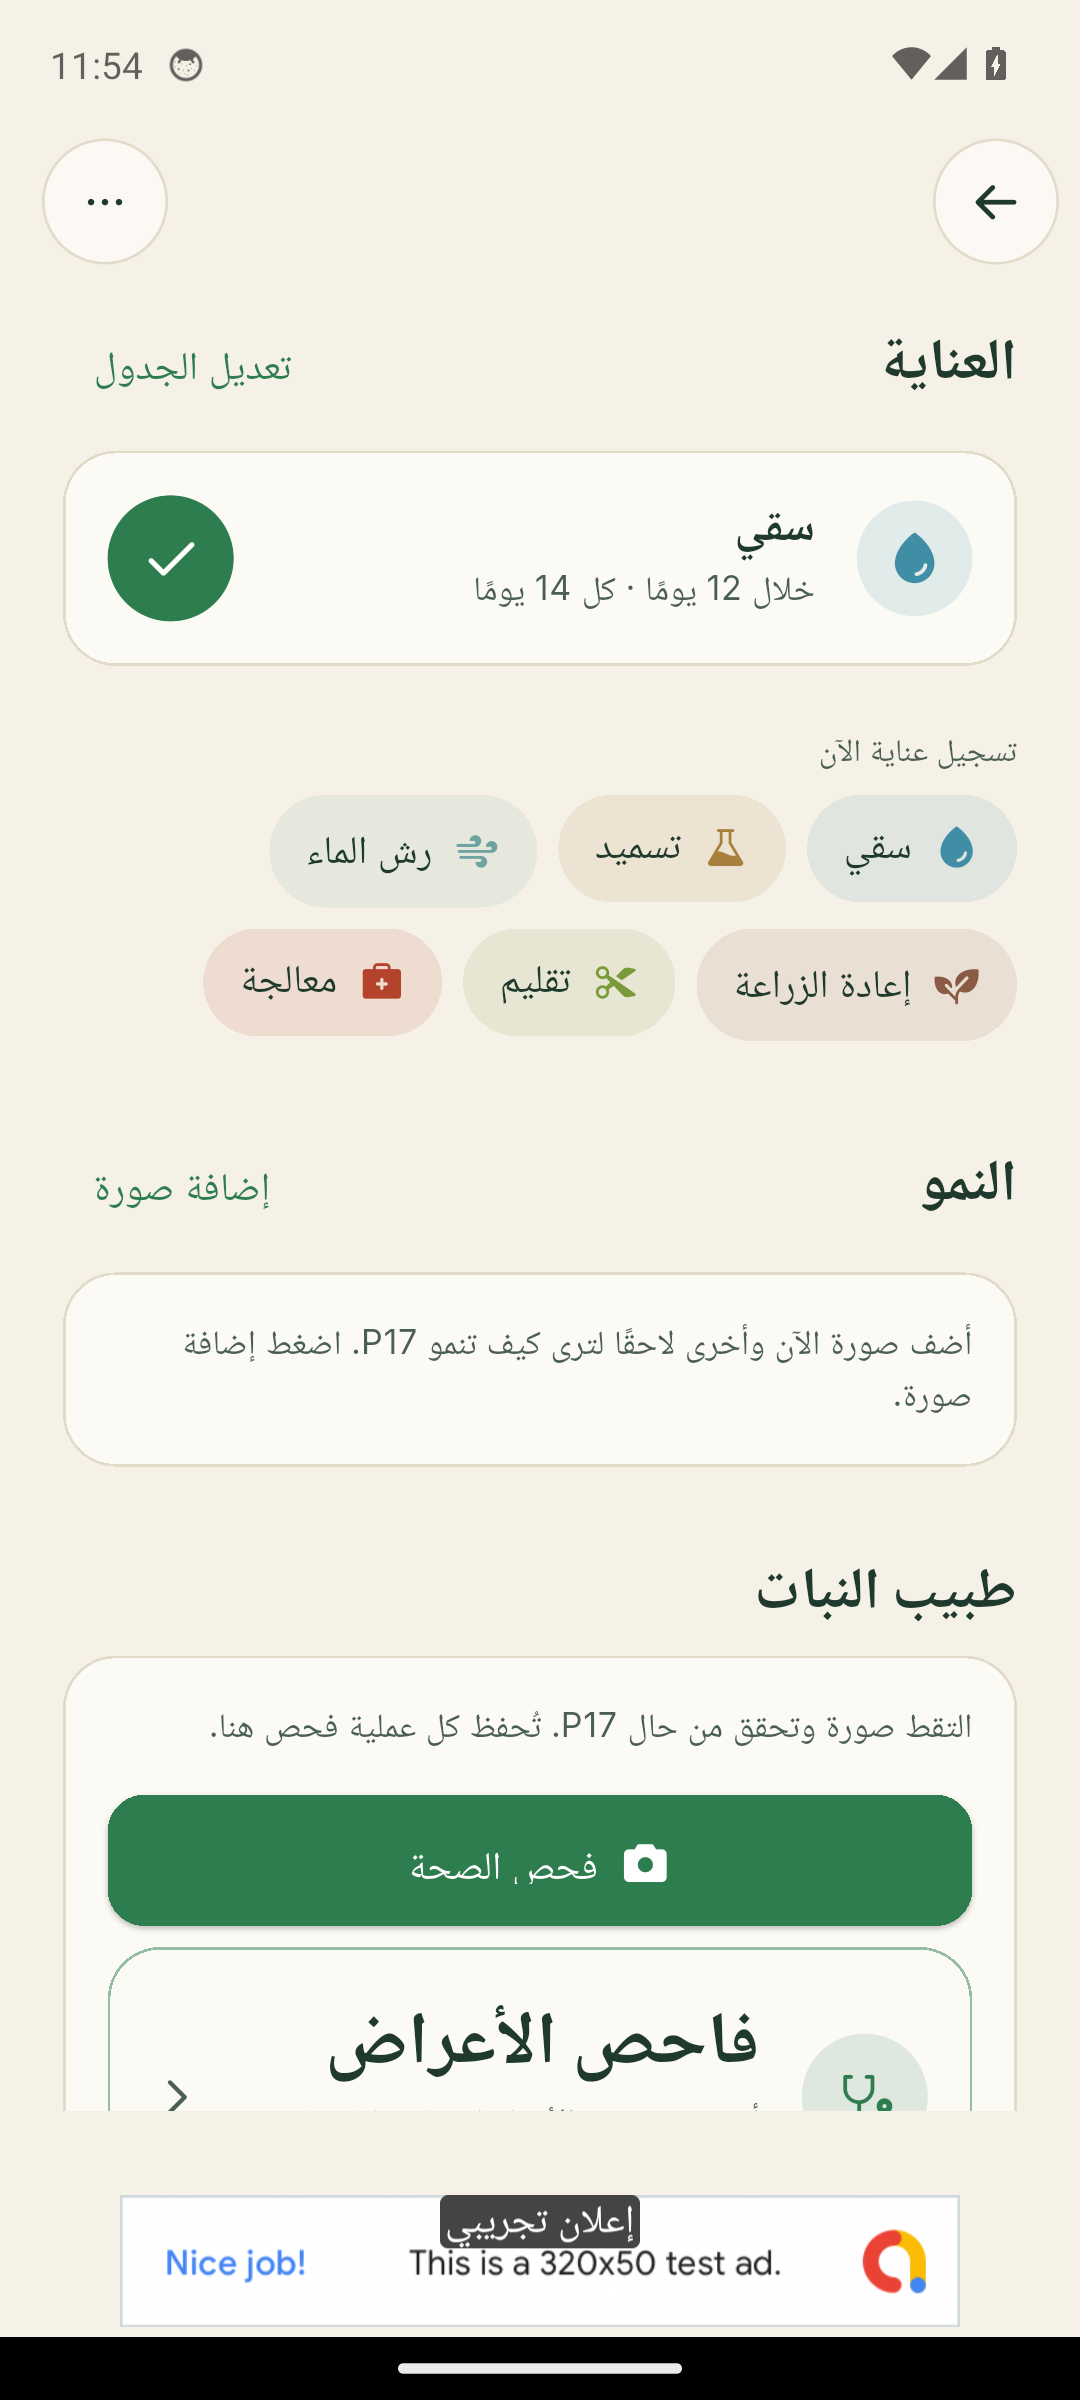 11:54
العناية
تعديل الجدول
سقي
خلال 12 يومًا · كل 14 يومًا
تسجيل عناية الآن
سقي
تسميد
رش الماء
إعادة الزراعة
تقليم
معالجة
النمو
إضافة صورة
أضف صورة الآن وأخرى لاحقًا لترى كيف تنمو P17. اضغط إضافة
صورة.
طبيب النبات
التقط صورة وتحقق من حال P17. تُحفظ كل عملية فحص هنا.
فحص الصحة
فاحص الأعراض
إعلان تجريبي
Nice job!
This is a 320x50 test ad.